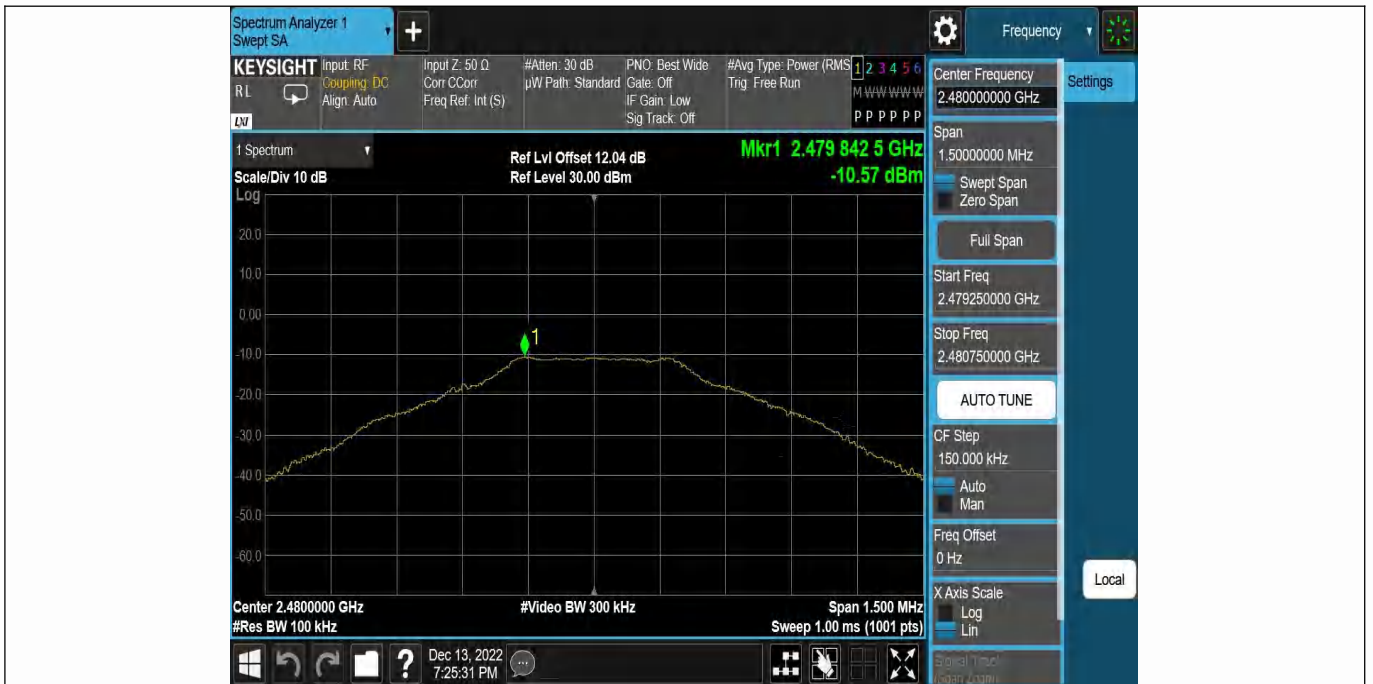 Spectrum Analyzer 1
Swept SA
+
Frequency
KEYSIGHT
RL
LXI
Input: RF
Coupling: DC
Align: Auto
Input Z: 50 Ω
Corr CCorr
Freq Ref: Int (S)
#Atten: 30 dB
µW Path: Standard
PNO: Best Wide
Gate: Off
IF Gain: Low
Sig Track: Off
#Avg Type: Power (RMS
Trig: Free Run
1 2 3 4 5 6
M W W W W W
P P P P P P
1 Spectrum
Scale/Div 10 dB
Log
Ref Lvl Offset 12.04 dB
Ref Level 30.00 dBm
Mkr1 2.479 842 5 GHz
-10.57 dBm
20.0
10.0
0.00
-10.0
-20.0
-30.0
-40.0
-50.0
-60.0
1
Center 2.4800000 GHz
#Res BW 100 kHz
#Video BW 300 kHz
Span 1.500 MHz
Sweep 1.00 ms (1001 pts)
Center Frequency
2.480000000 GHz
Settings
Span
1.50000000 MHz
Swept Span
Zero Span
Full Span
Start Freq
2.479250000 GHz
Stop Freq
2.480750000 GHz
AUTO TUNE
CF Step
150.000 kHz
Auto
Man
Freq Offset
0 Hz
X Axis Scale
Log
Lin
Local
Signal Track
(Span Zoom)
?
Dec 13, 2022
7:25:31 PM